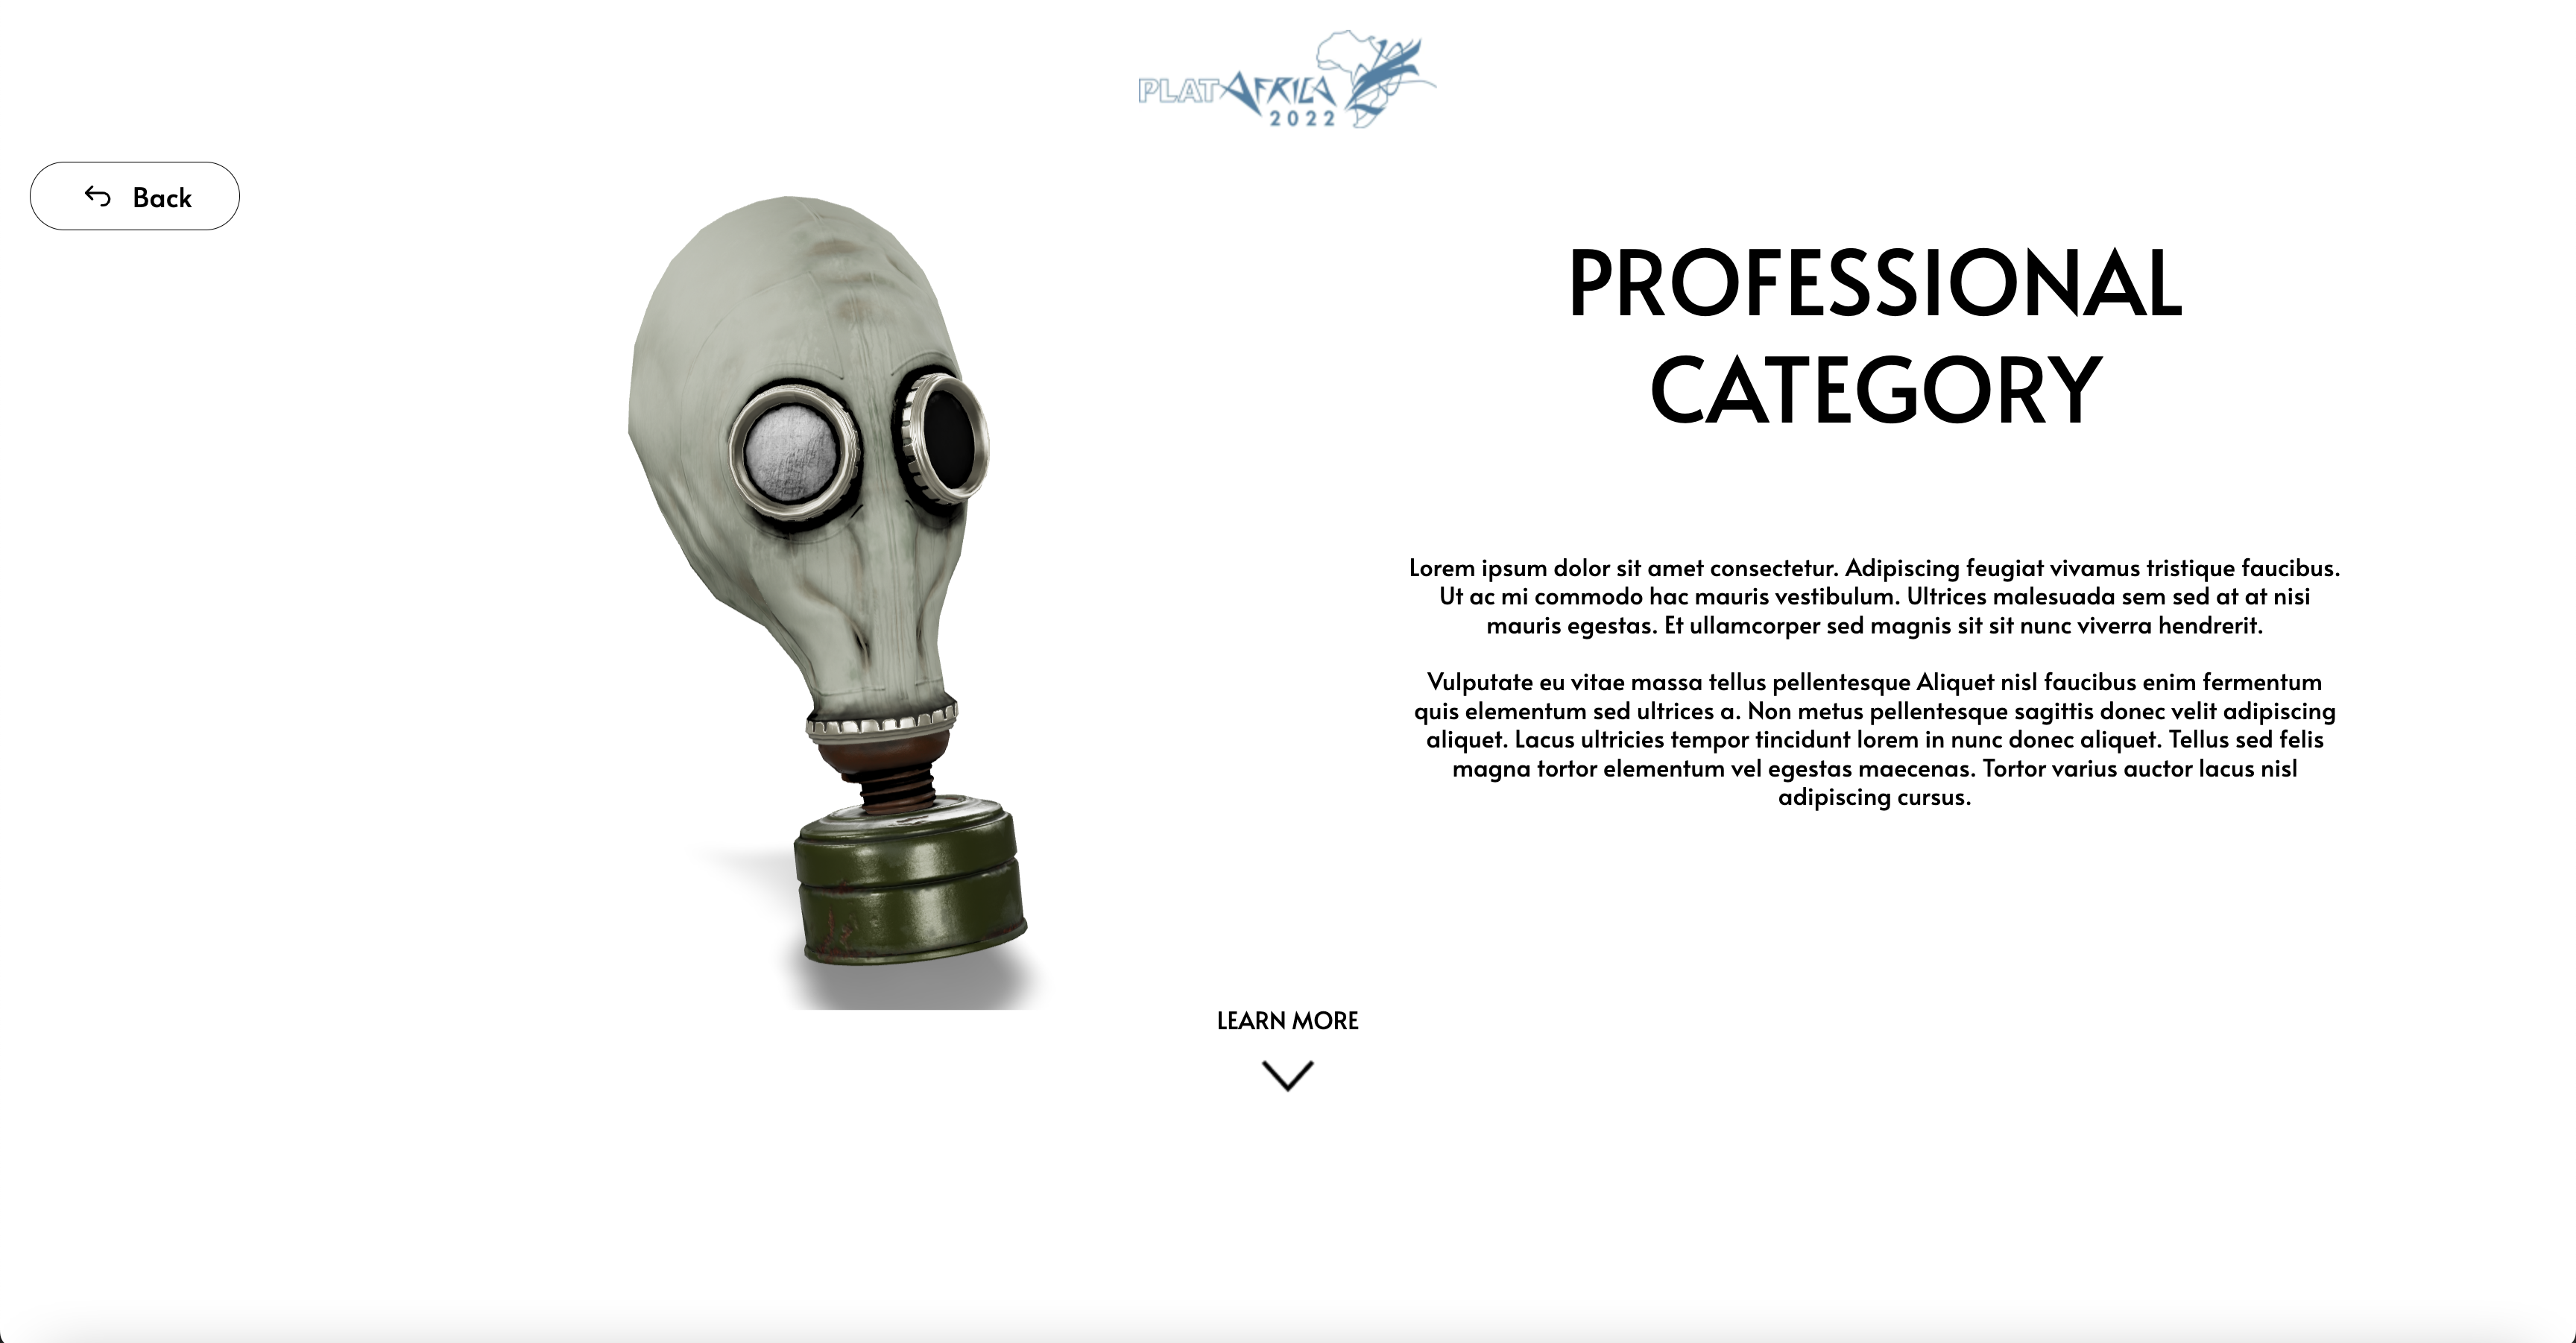 PLATAFRICA
2022
Back
PROFESSIONAL
CATEGORY
Lorem ipsum dolor sit amet consectetur. Adipiscing feugiat vivamus tristique faucibus.
Ut ac mi commodo hac mauris vestibulum. Ultrices malesuada sem sed at at nisi
mauris egestas. Et ullamcorper sed magnis sit sit nunc viverra hendrerit.
Vulputate eu vitae massa tellus pellentesque Aliquet nisl faucibus enim fermentum
quis elementum sed ultrices a. Non metus pellentesque sagittis donec velit adipiscing
aliquet. Lacus ultricies tempor tincidunt lorem in nunc donec aliquet. Tellus sed felis
magna tortor elementum vel egestas maecenas. Tortor varius auctor lacus nisl
adipiscing cursus.
LEARN MORE